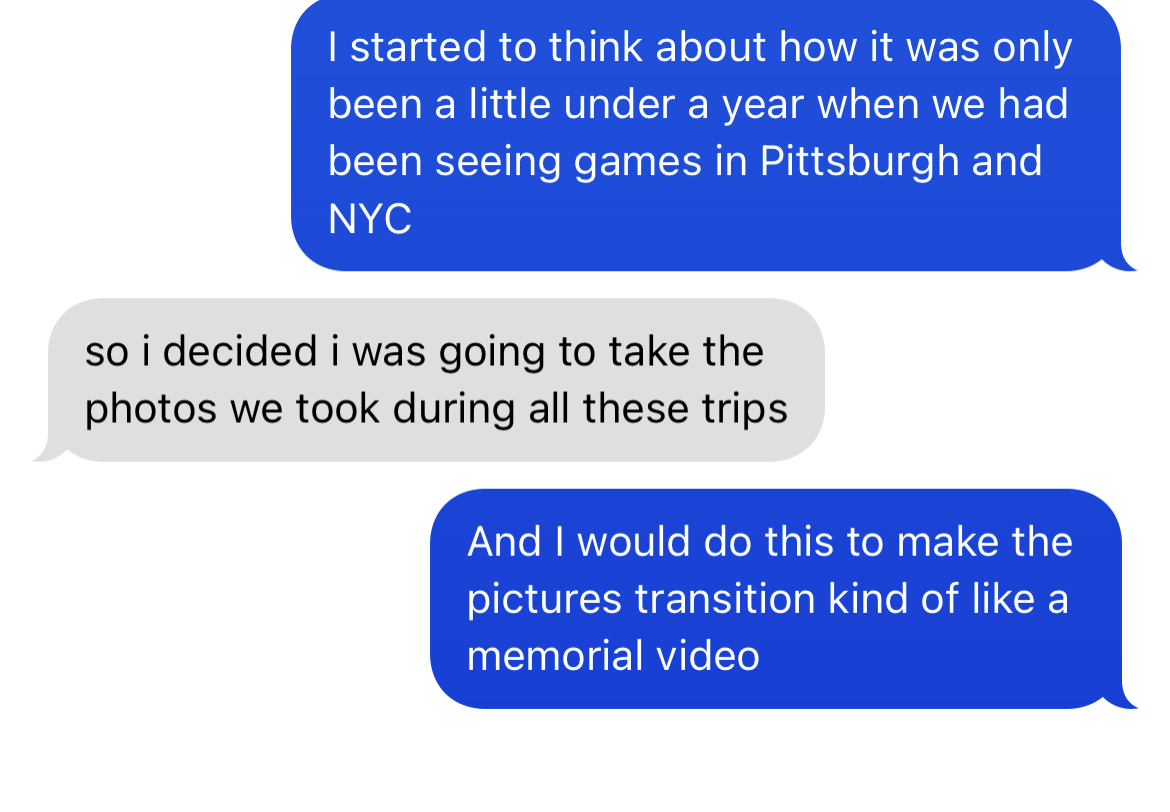 I started to think about how it was only
been a little under a year when we had
been seeing games in Pittsburgh and
NYC
so i decided i was going to take the
photos we took during all these trips
And I would do this to make the
pictures transition kind of like a
memorial video